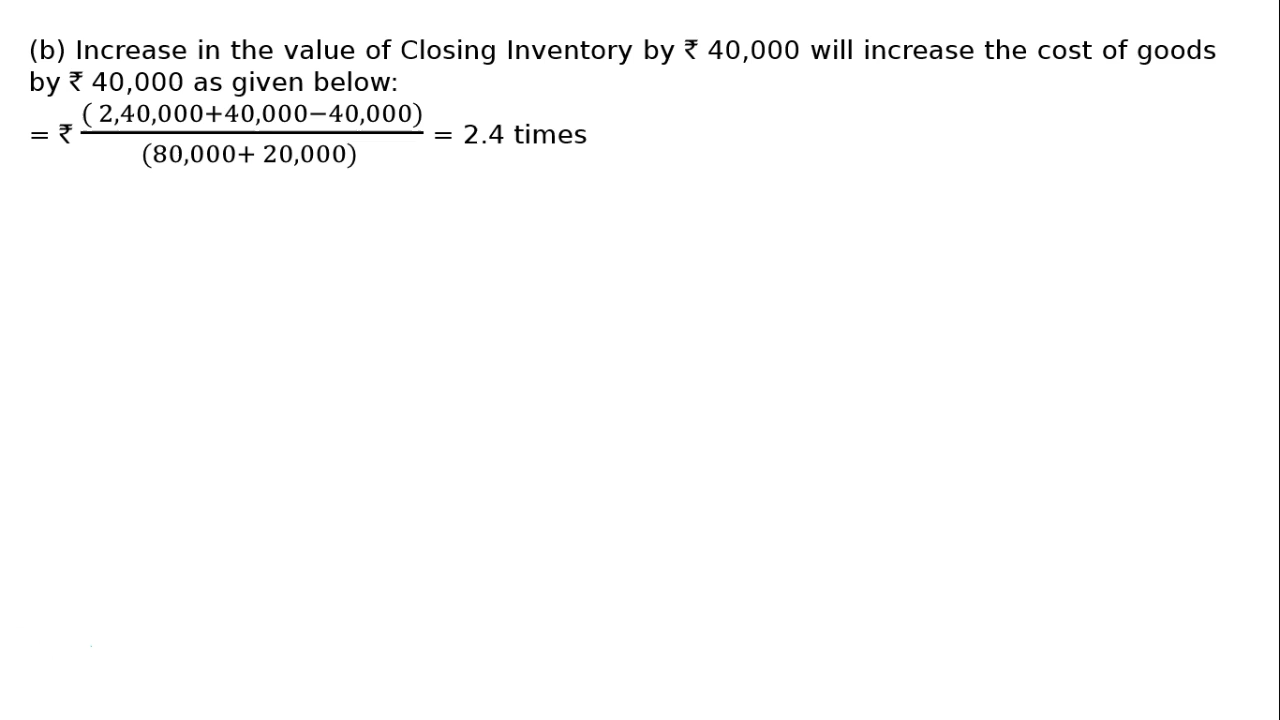 (b) Increase in the value of Closing Inventory by ₹ 40,000 will increase the cost of goods
by ₹ 40,000 as given below:
= ₹ ( 2,40,000+40,000−40,000) / (80,000+ 20,000) = 2.4 times